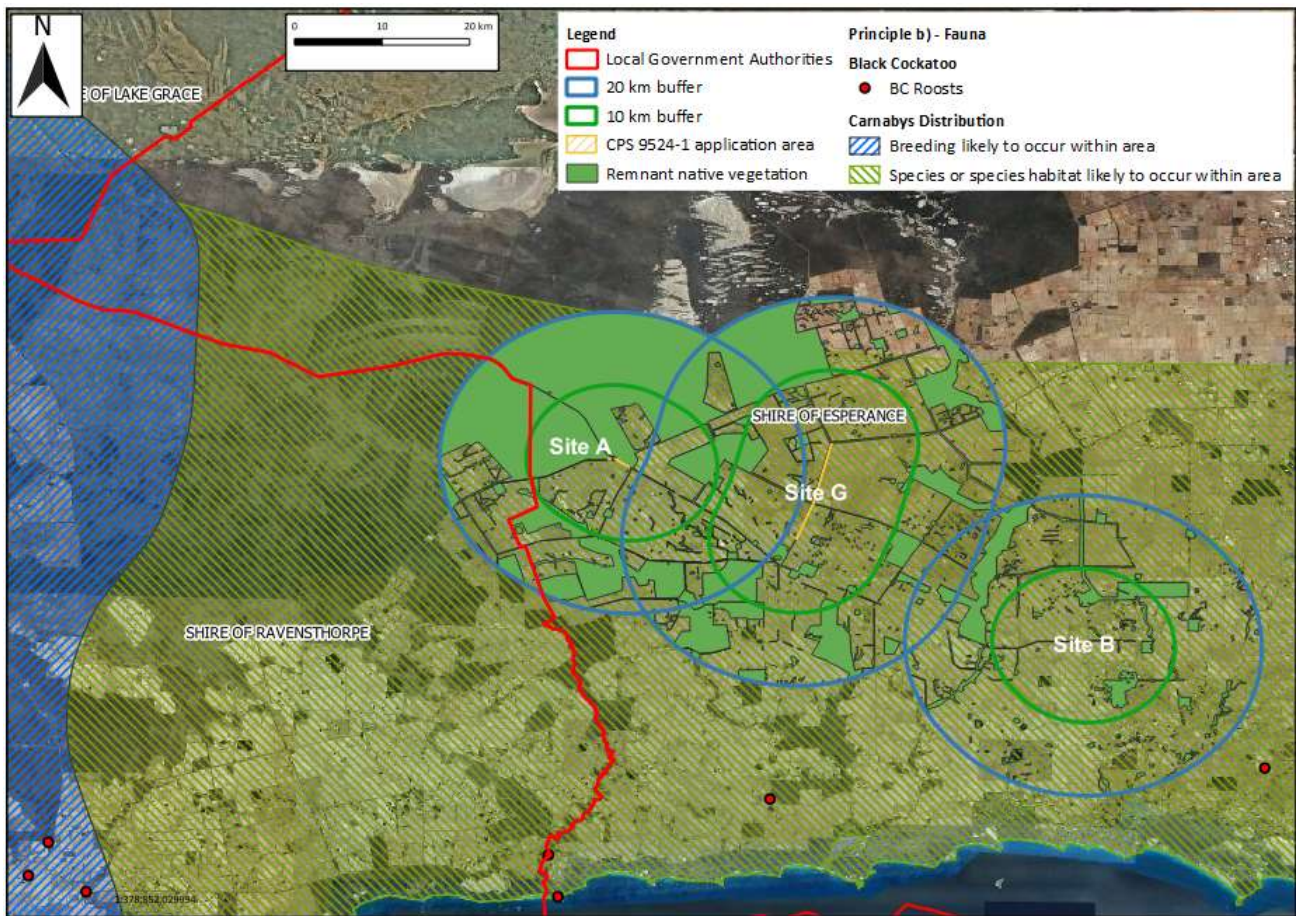 N
0 10 20 km
E OF LAKE GRACE
Legend
Local Government Authorities
20 km buffer
10 km buffer
CPS 9524-1 application area
Remnant native vegetation
Principle b) - Fauna
Black Cockatoo
BC Roosts
Carnabys Distribution
Breeding likely to occur within area
Species or species habitat likely to occur within area
SHIRE OF ESPERANCE
Site A
Site G
SHIRE OF RAVENSTHORPE
Site B
1:378,852.029934